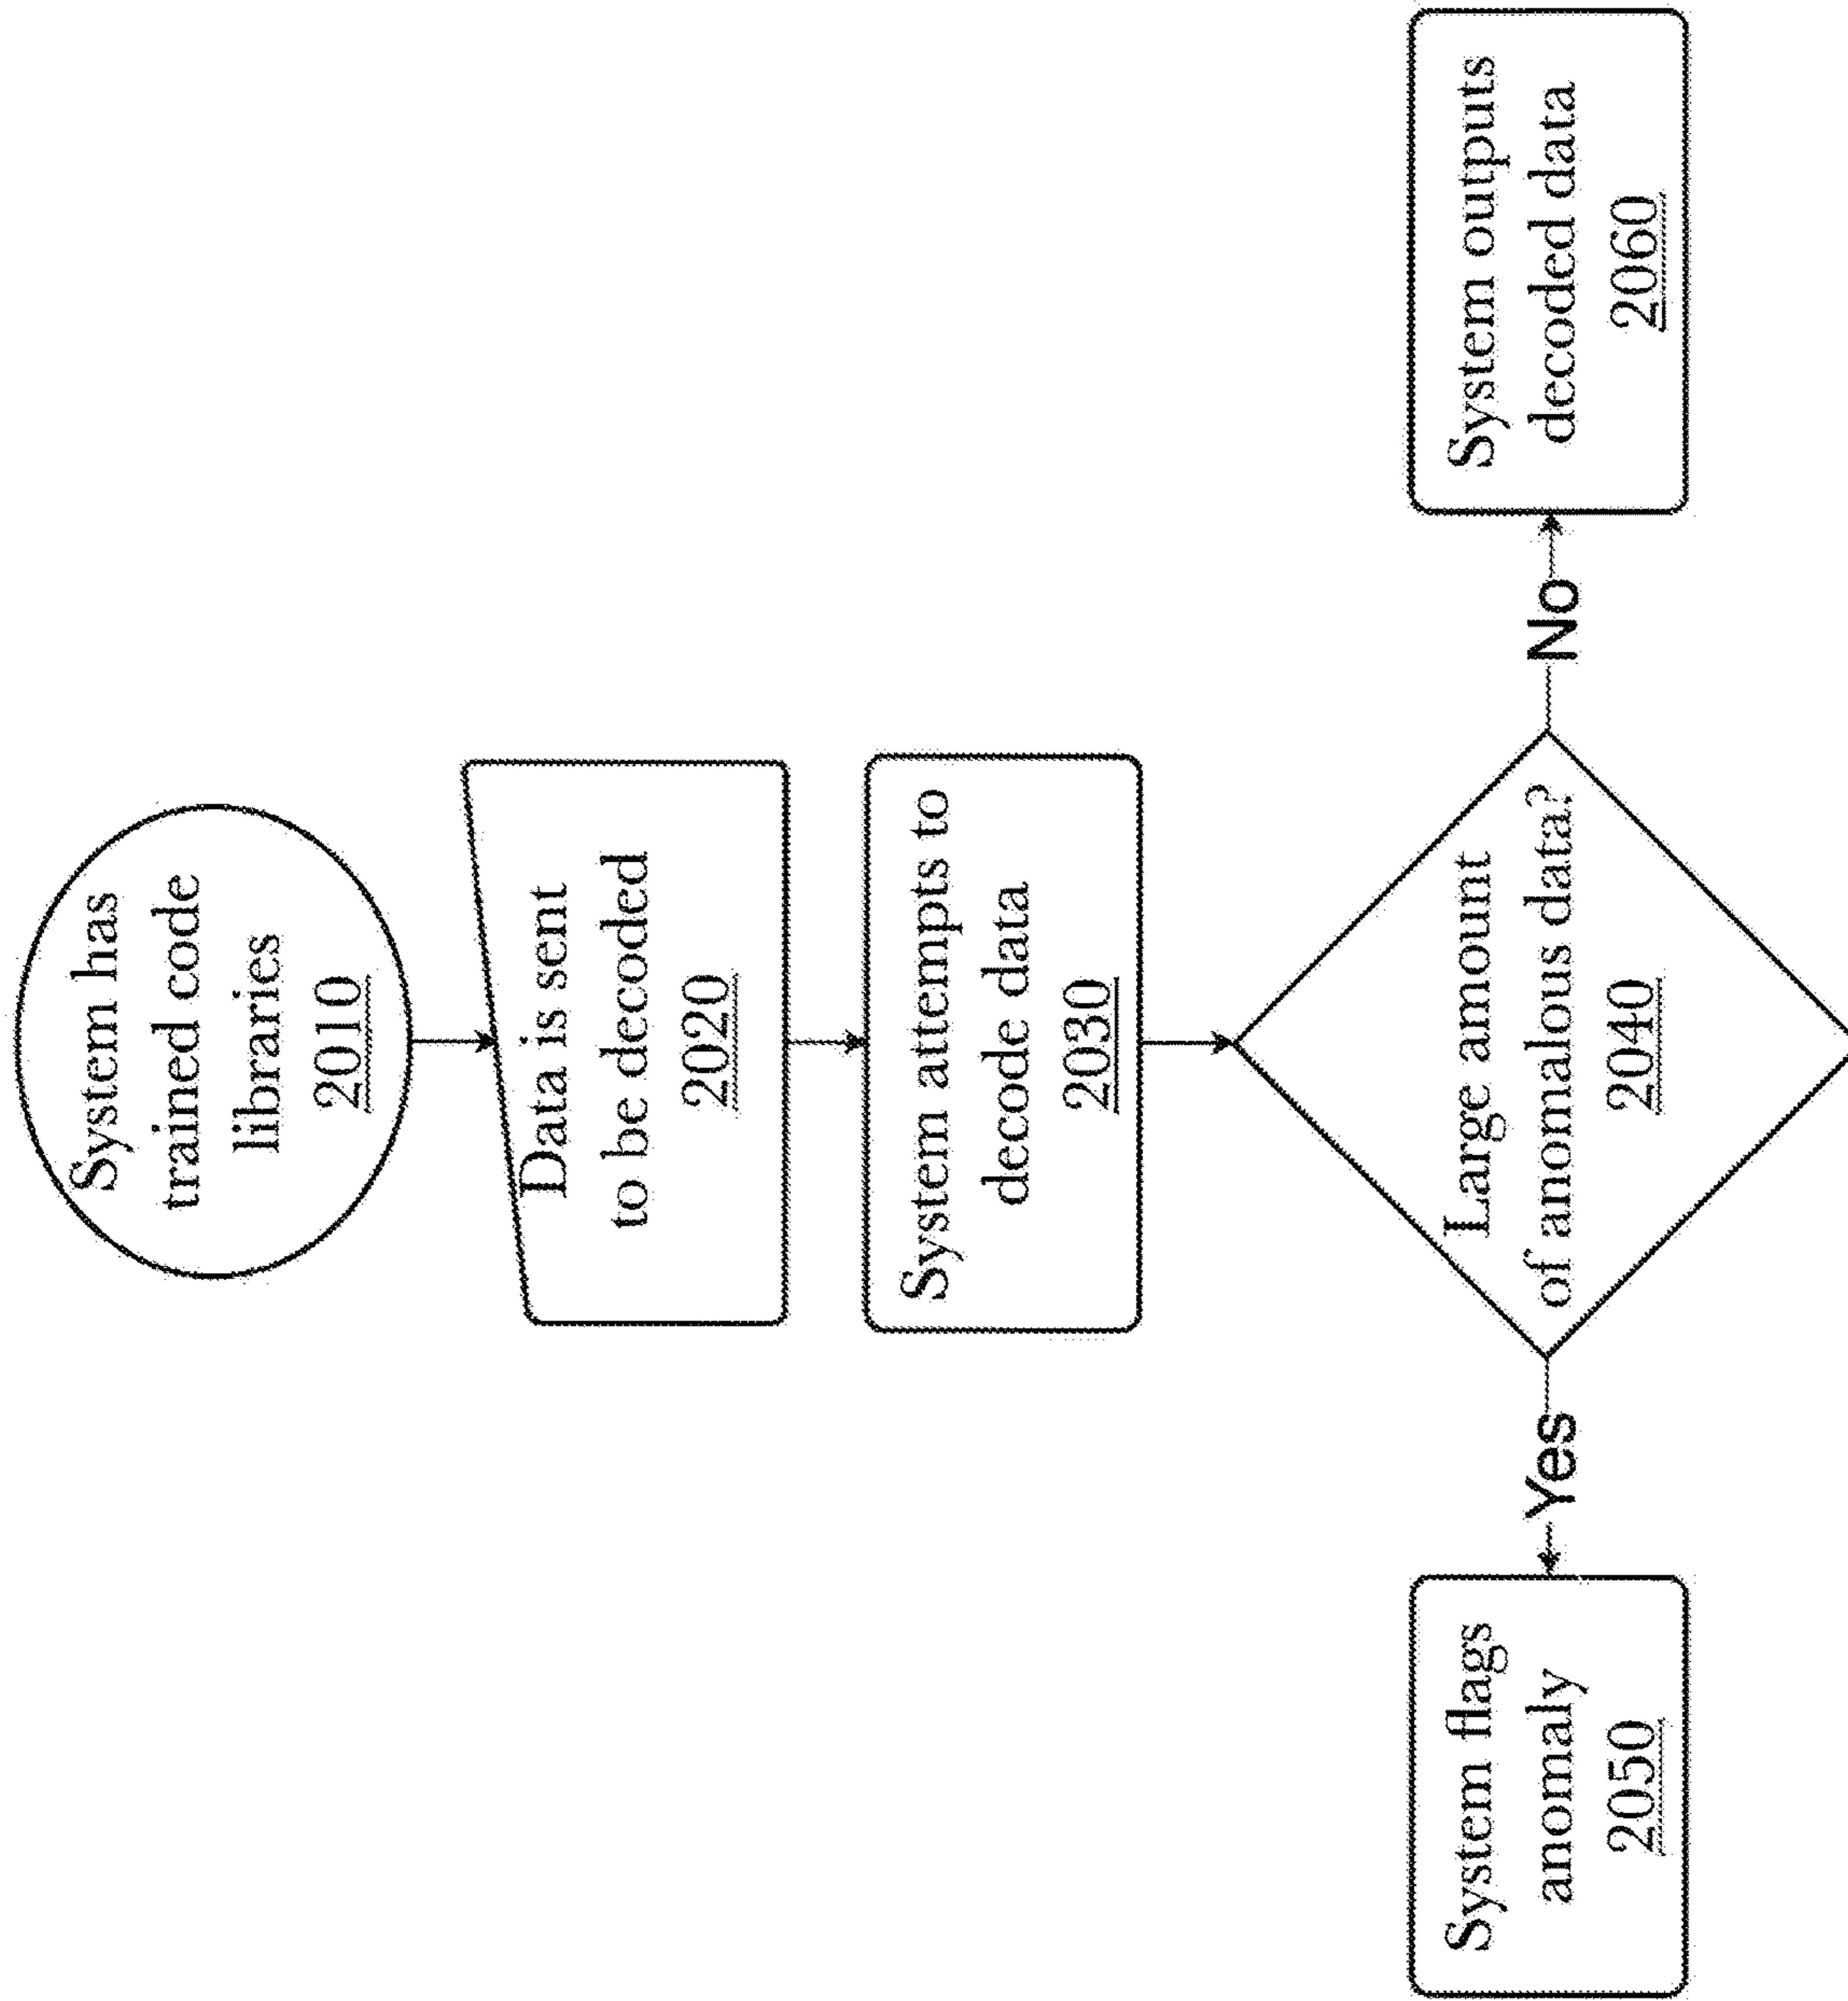 System has
trained code
libraries
2010
Data is sent
to be decoded
2020
System attempts to
decode data
2030
Large amount
of anomalous data?
2040
Yes
No
System flags
anomaly
2050
System outputs
decoded data
2060